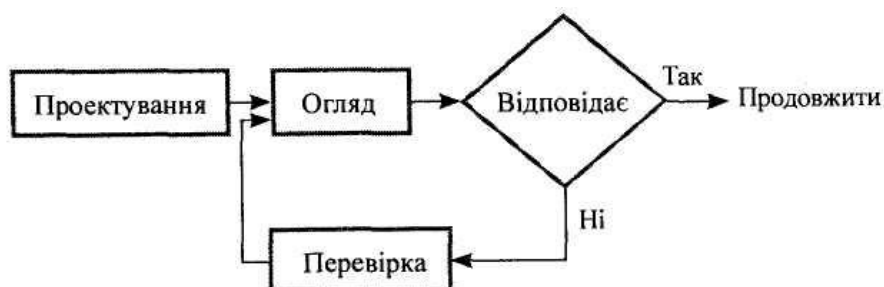 Проектування
Огляд
Відповідає
Так
Продовжити
Ні
Перевірка